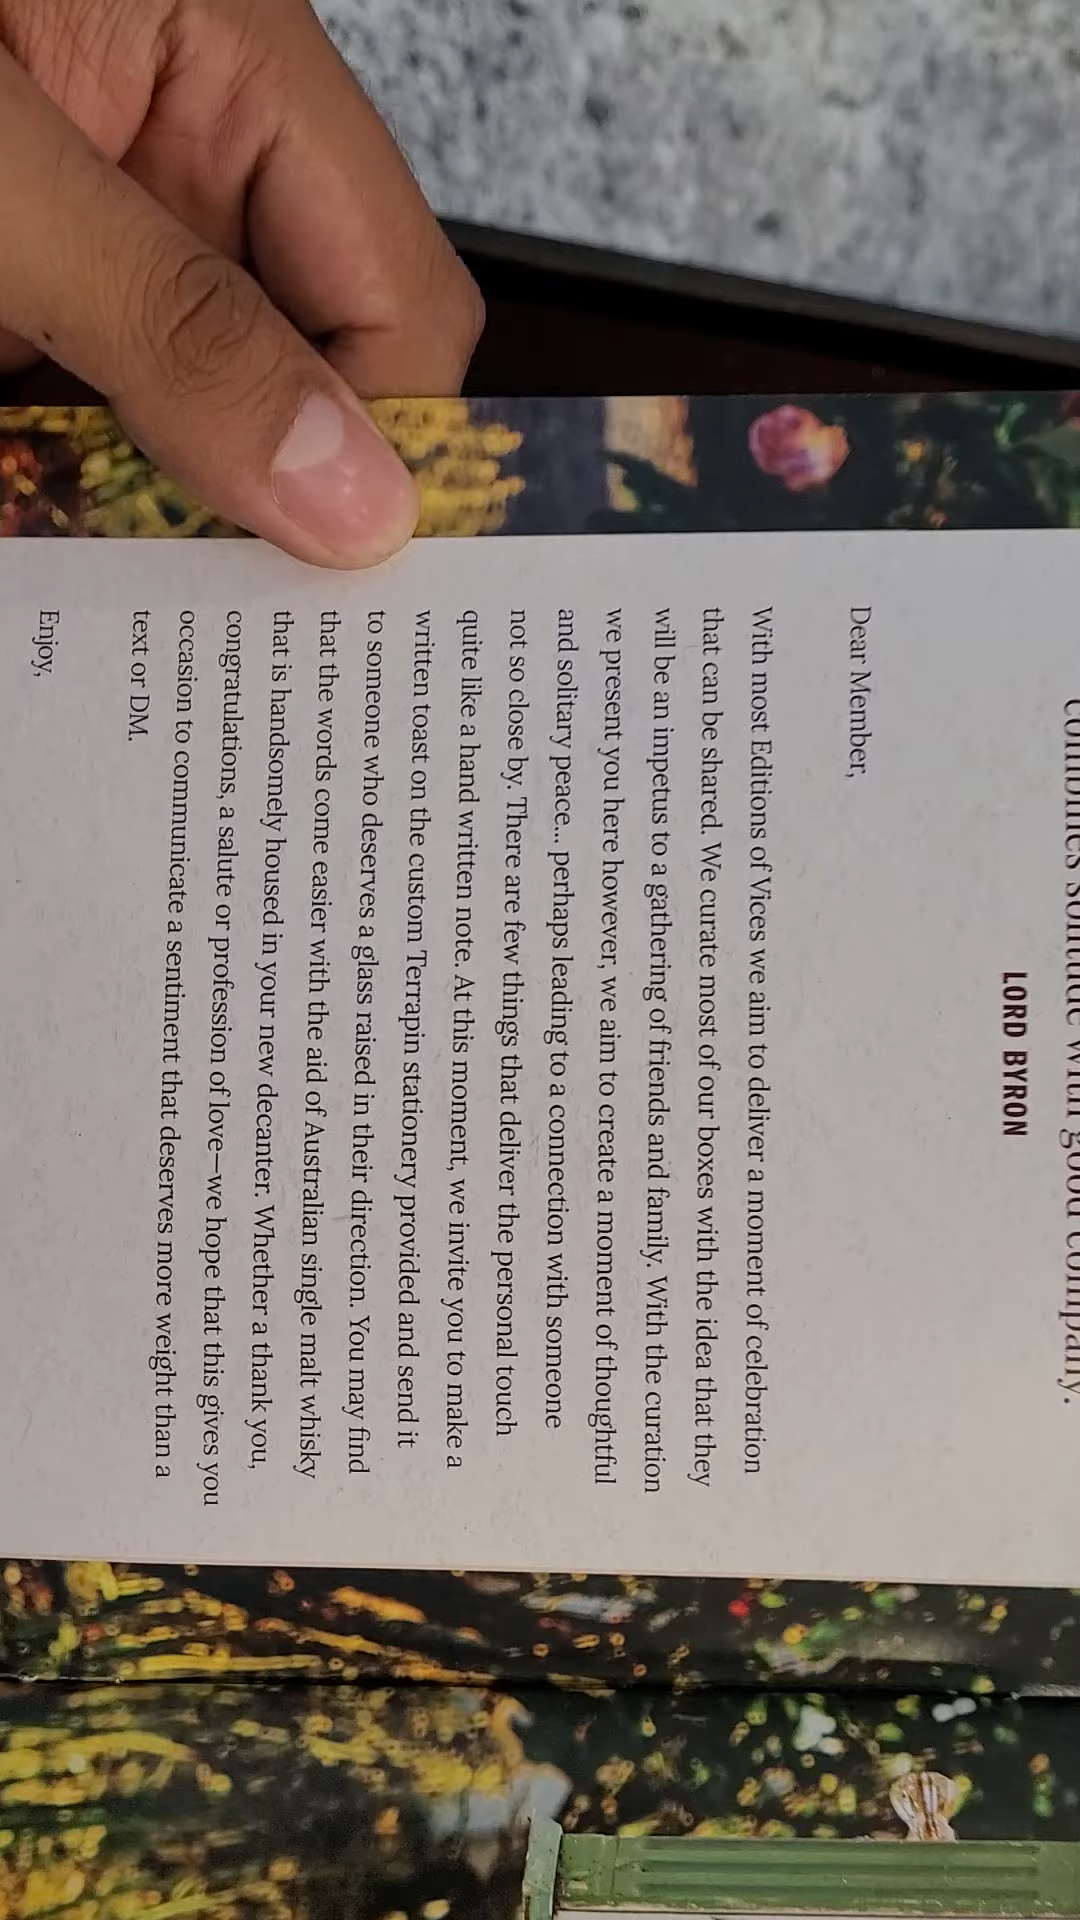 combines solitude with good company.
LORD BYRON
Dear Member,
With most Editions of Vices we aim to deliver a moment of celebration
that can be shared. We curate most of our boxes with the idea that they
will be an impetus to a gathering of friends and family. With the curation
we present you here however, we aim to create a moment of thoughtful
and solitary peace... perhaps leading to a connection with someone
not so close by. There are few things that deliver the personal touch
quite like a hand written note. At this moment, we invite you to make a
written toast on the custom Terrapin stationery provided and send it
to someone who deserves a glass raised in their direction. You may find
that the words come easier with the aid of Australian single malt whisky
that is handsomely housed in your new decanter. Whether a thank you,
congratulations, a salute or profession of love—we hope that this gives you
occasion to communicate a sentiment that deserves more weight than a
text or DM.
Enjoy,